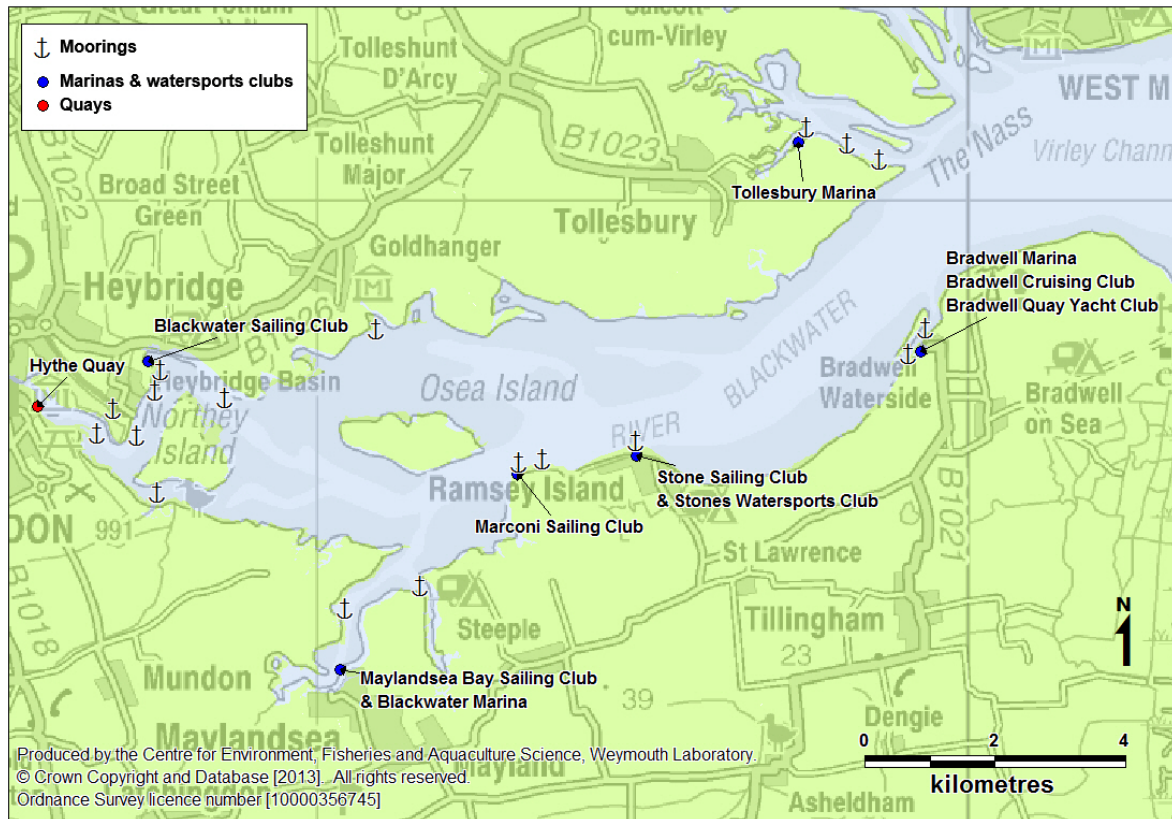 Moorings
Marinas & watersports clubs
Quays
Tolleshunt
D'Arcy
cum-Virley
WEST M
The Nass
Virley Chann
B1023
B1022
Tolleshunt
Major
7
Broad Street
Green
Tollesbury Marina
Tollesbury
Goldhanger
Heybridge
B1026
Bradwell Marina
Bradwell Cruising Club
Bradwell Quay Yacht Club
Blackwater Sailing Club
Hythe Quay
Heybridge Basin
Northey
Island
Osea Island
RIVER
BLACKWATER
Bradwell
Waterside
Bradwell
on Sea
Ramsey Island
Stone Sailing Club
& Stones Watersports Club
Marconi Sailing Club
DON
991
B1021
St Lawrence
B1018
Steeple
Tillingham
23
N
Mundon
39
Maylandsea Bay Sailing Club
& Blackwater Marina
Maylandsea
Mayland
Dengie
Asheldham
0 2 4
kilometres
Produced by the Centre for Environment, Fisheries and Aquaculture Science, Weymouth Laboratory.
© Crown Copyright and Database [2013]. All rights reserved.
Ordnance Survey licence number [10000356745]